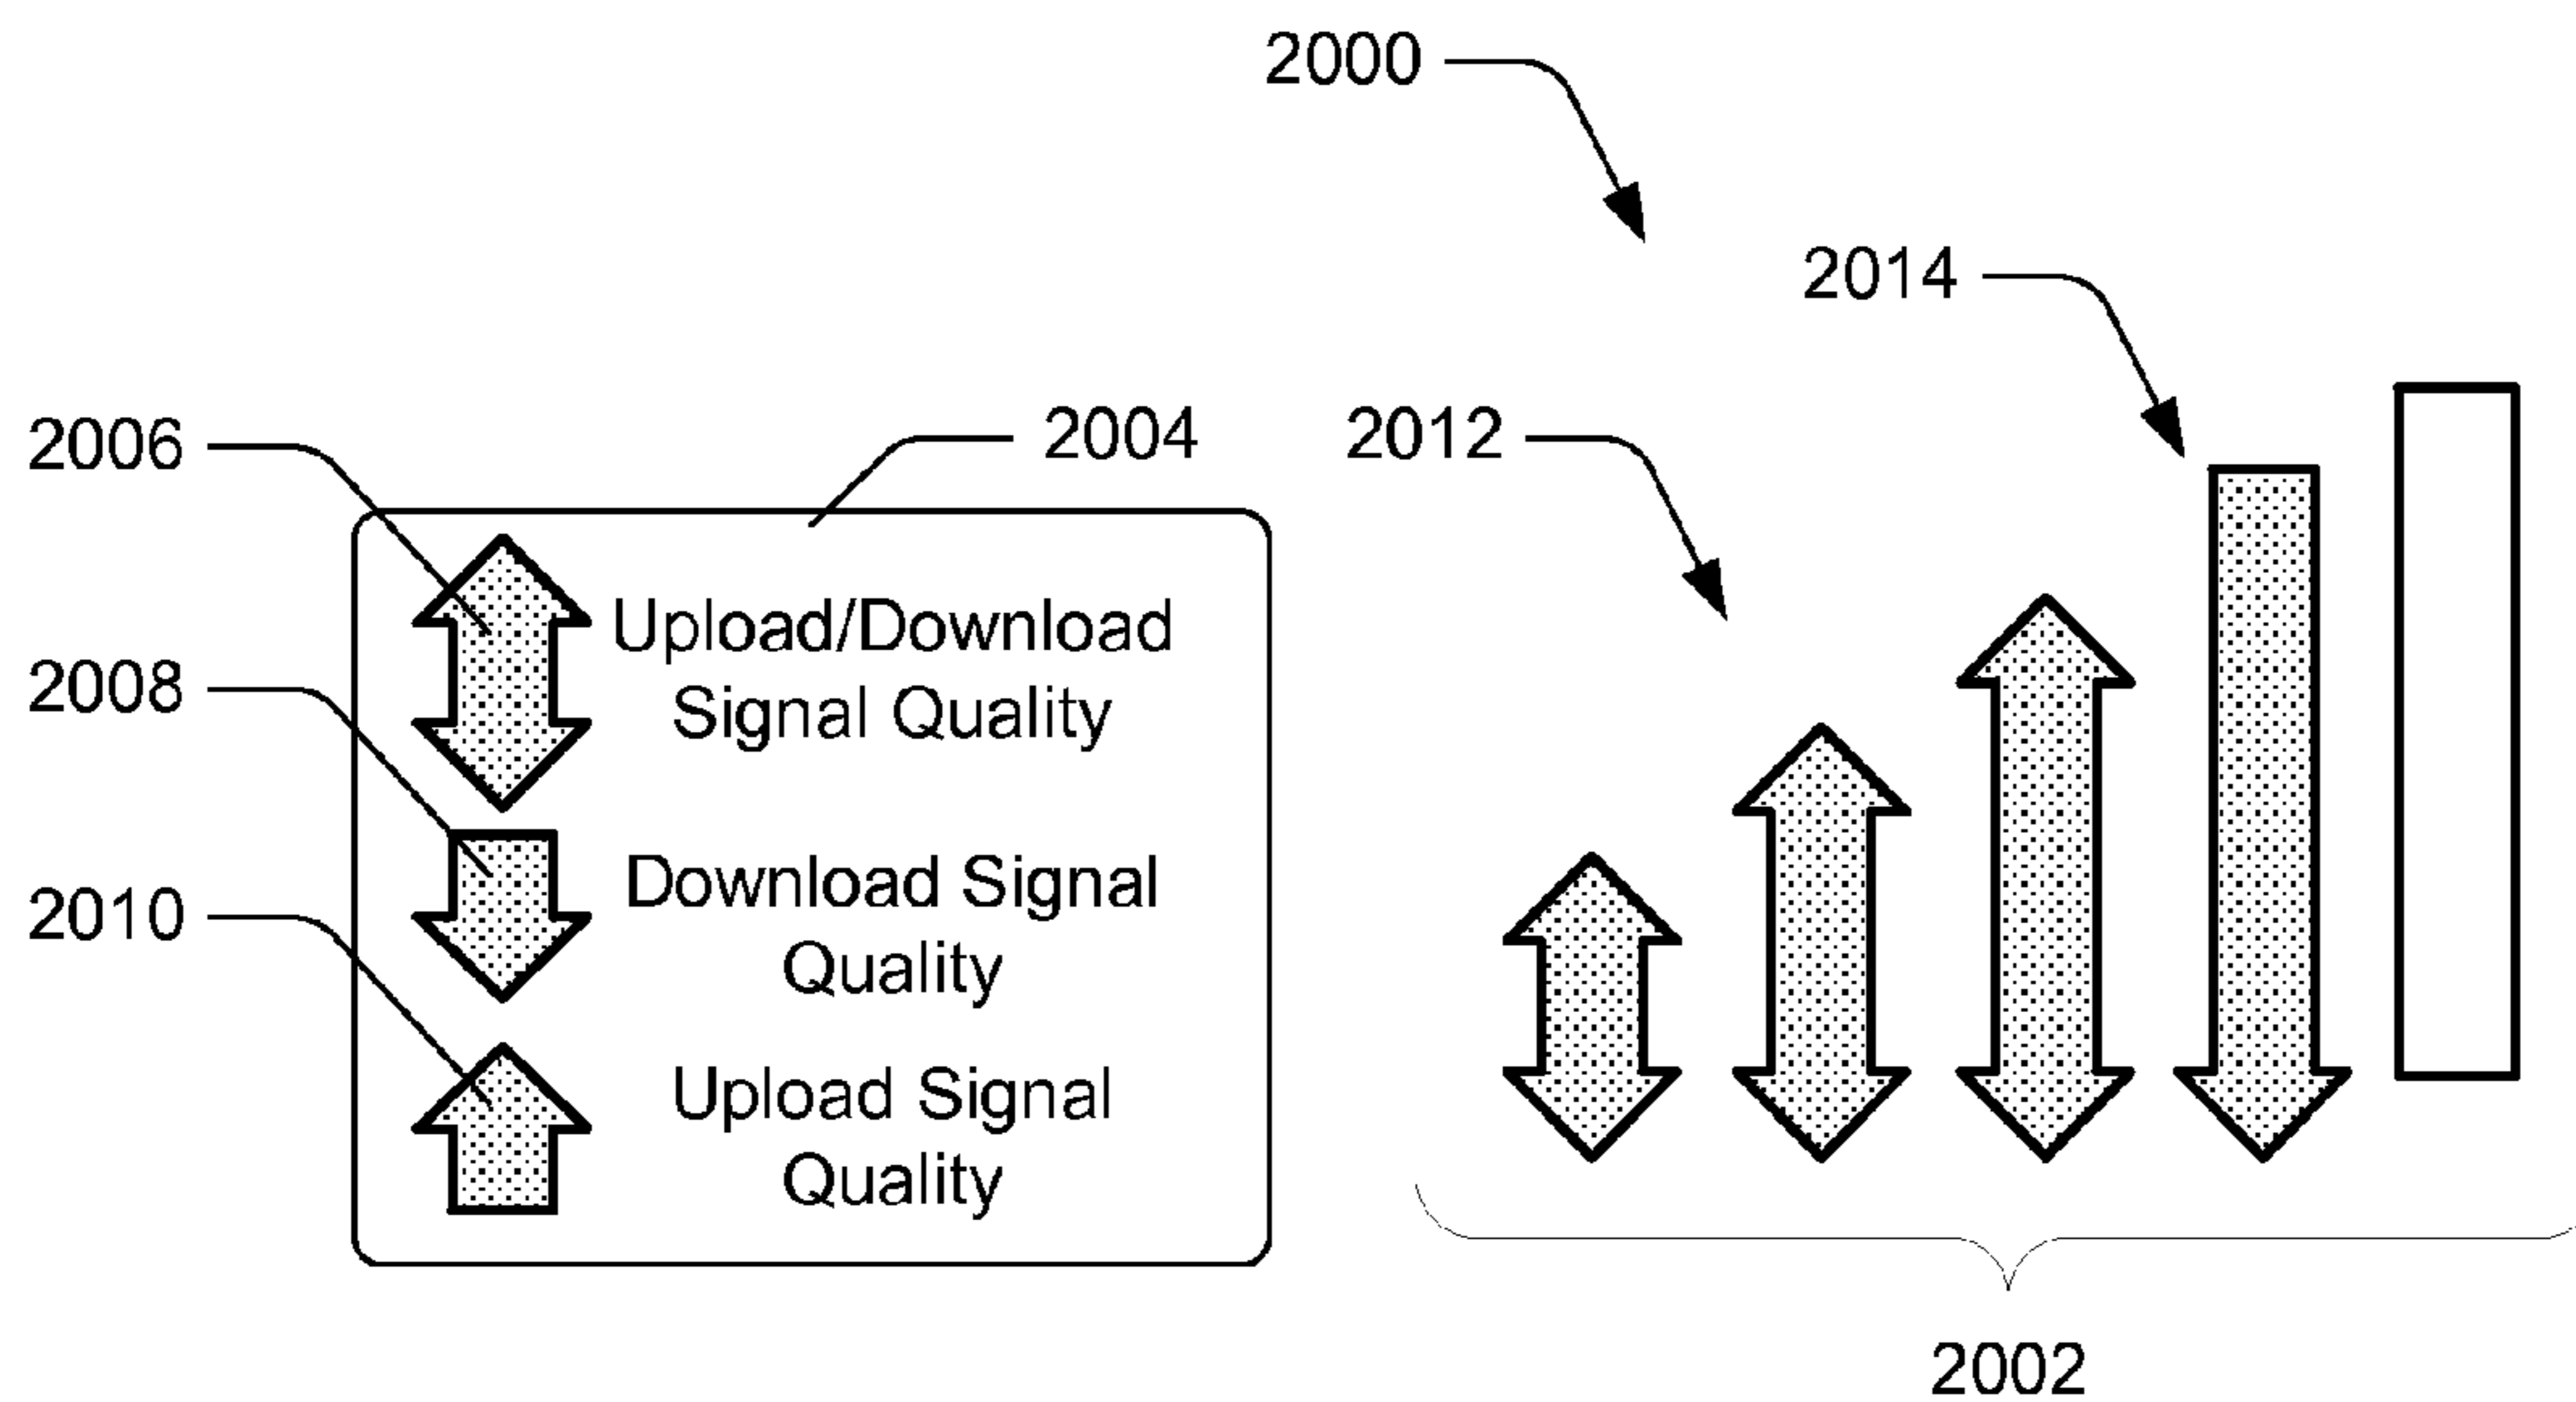 2000
2014
2012
2004
2006
Upload/Download
Signal Quality
2008
Download Signal
Quality
2010
Upload Signal
Quality
2002